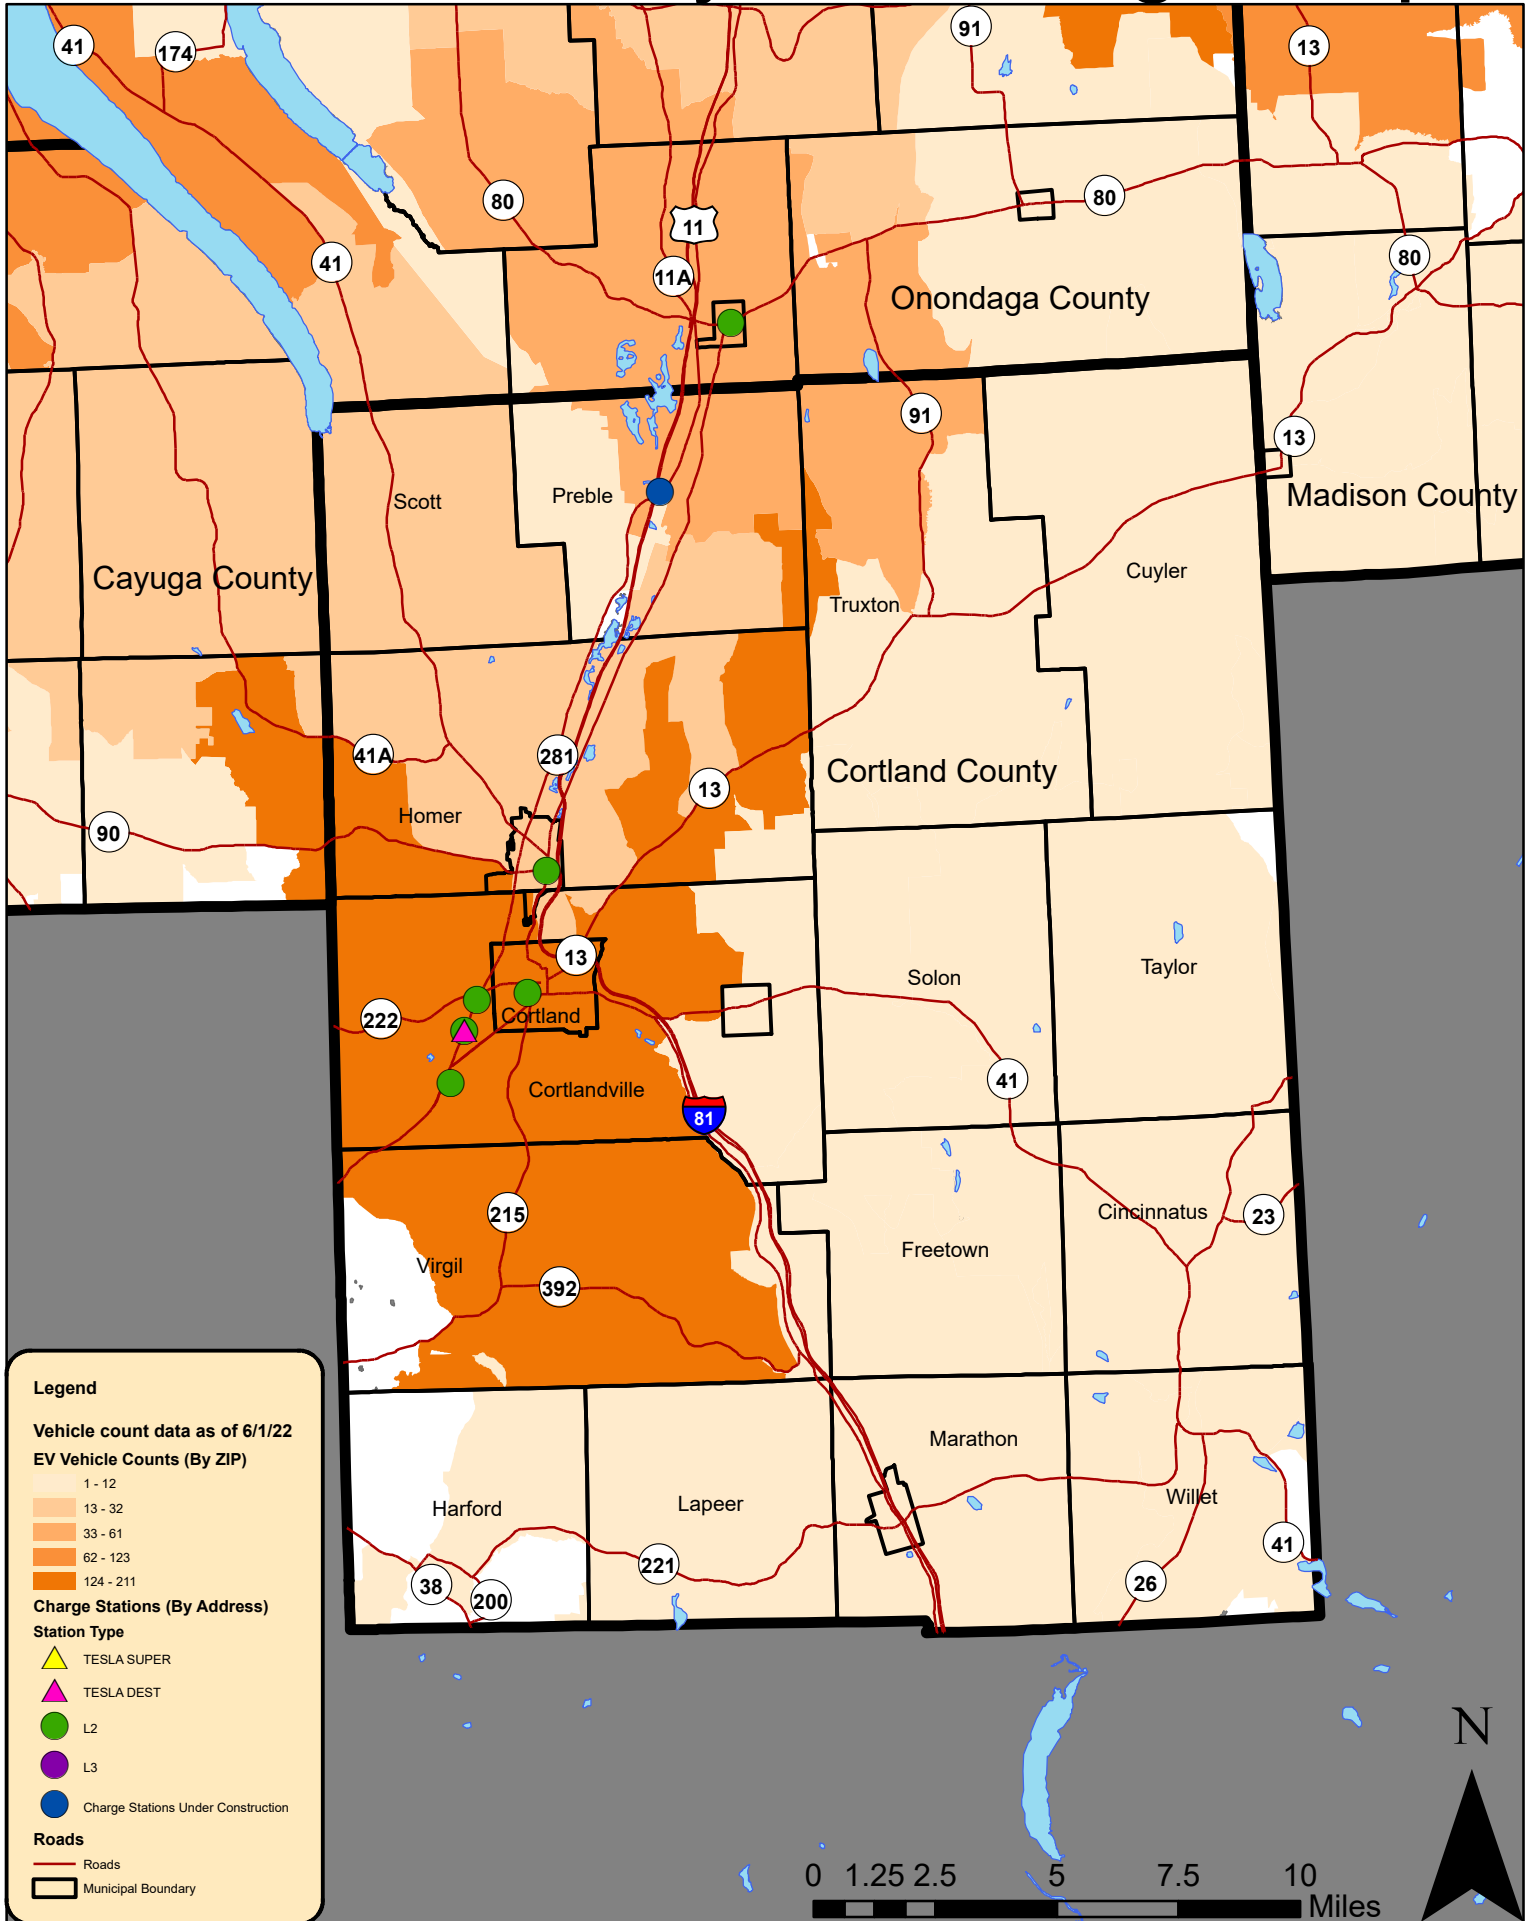 41
174
91
13
80
80
11
41
11A
80
Onondaga County
91
13
Scott
Preble
Madison County
Cayuga County
Cuyler
Truxton
41A
281
13
Cortland County
Homer
90
13
Solon
Taylor
222
Cortland
41
Cortlandville
81
215
Cincinnatus
23
Freetown
Virgil
392
Marathon
Harford
Lapeer
Willet
41
221
38
200
26
Legend
Vehicle count data as of 6/1/22
EV Vehicle Counts (By ZIP)
1 - 12
13 - 32
33 - 61
62 - 123
124 - 211
Charge Stations (By Address)
Station Type
TESLA SUPER
TESLA DEST
L2
L3
Charge Stations Under Construction
Roads
Roads
Municipal Boundary
N
0 1.25 2.5 5 7.5 10
Miles